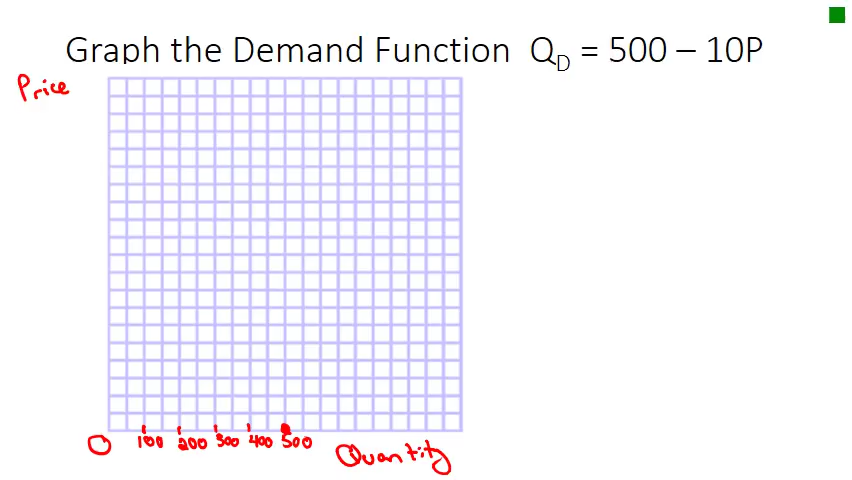 Graph the Demand Function Q_D = 500 – 10P
Price
0 100 200 300 400 500
Quantity